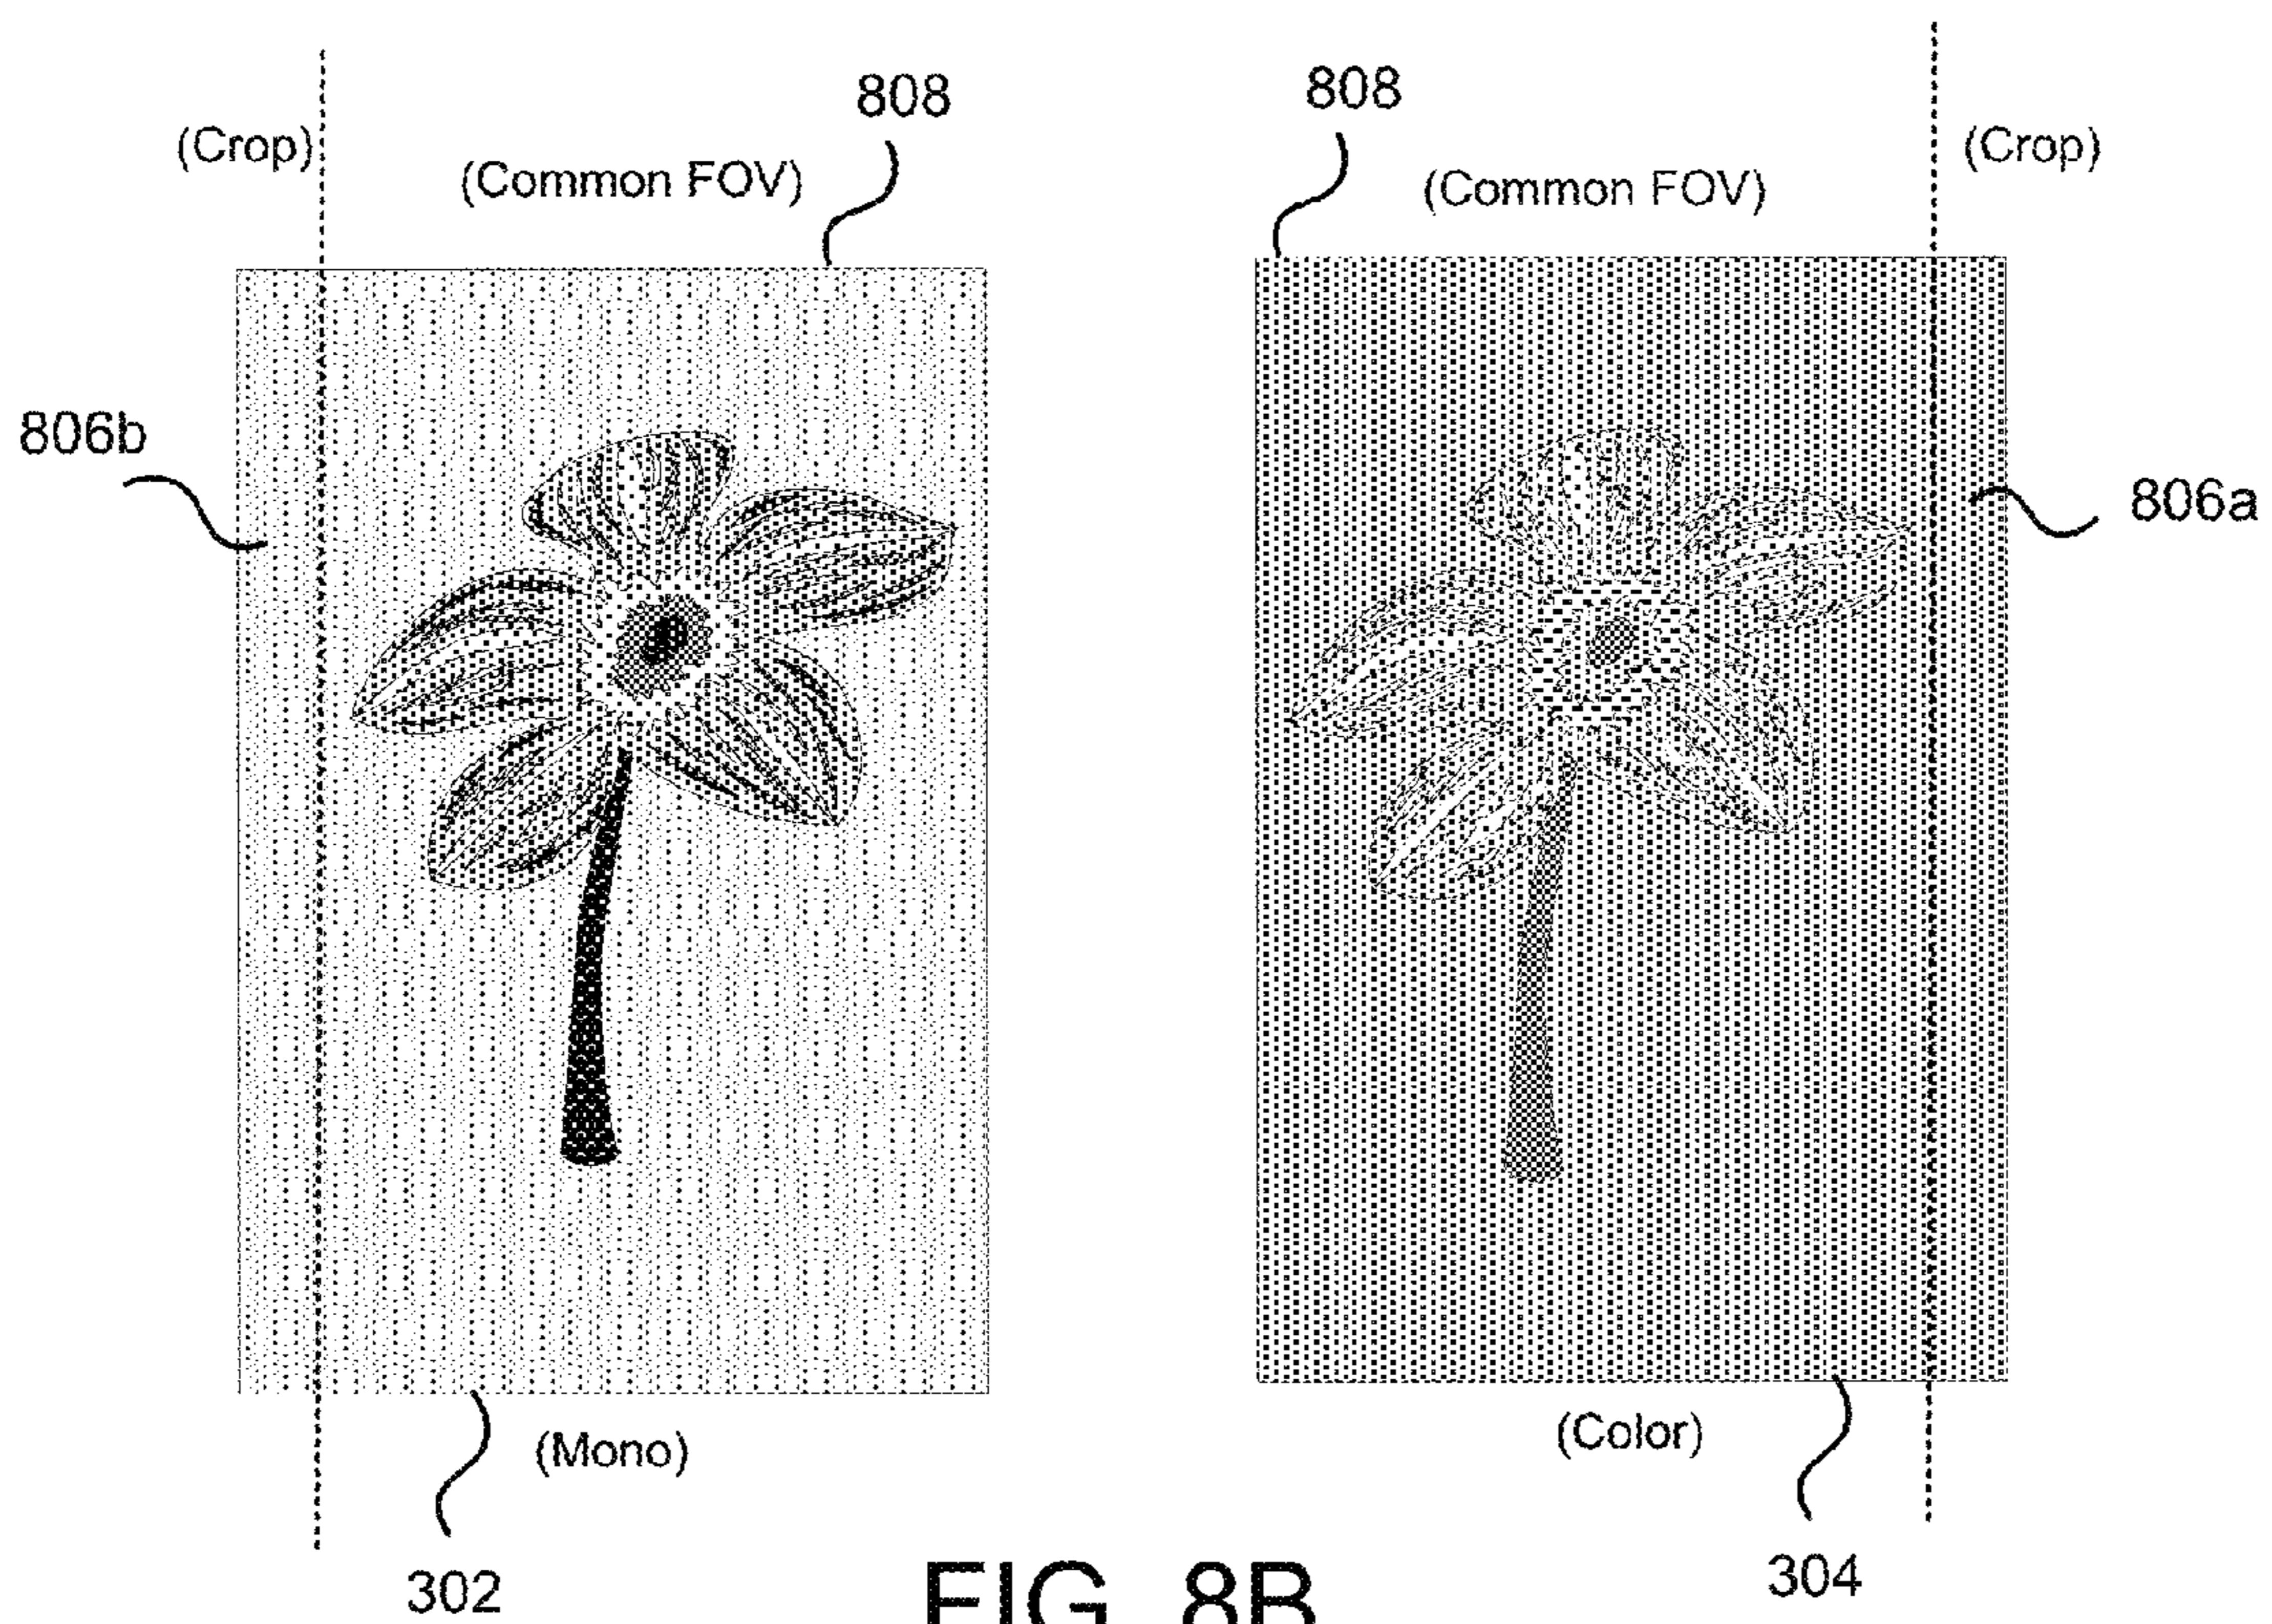 808
808
(Crop)
(Common FOV)
(Common FOV)
(Crop)
806b
806a
(Mono)
(Color)
302
304
FIG. 8B